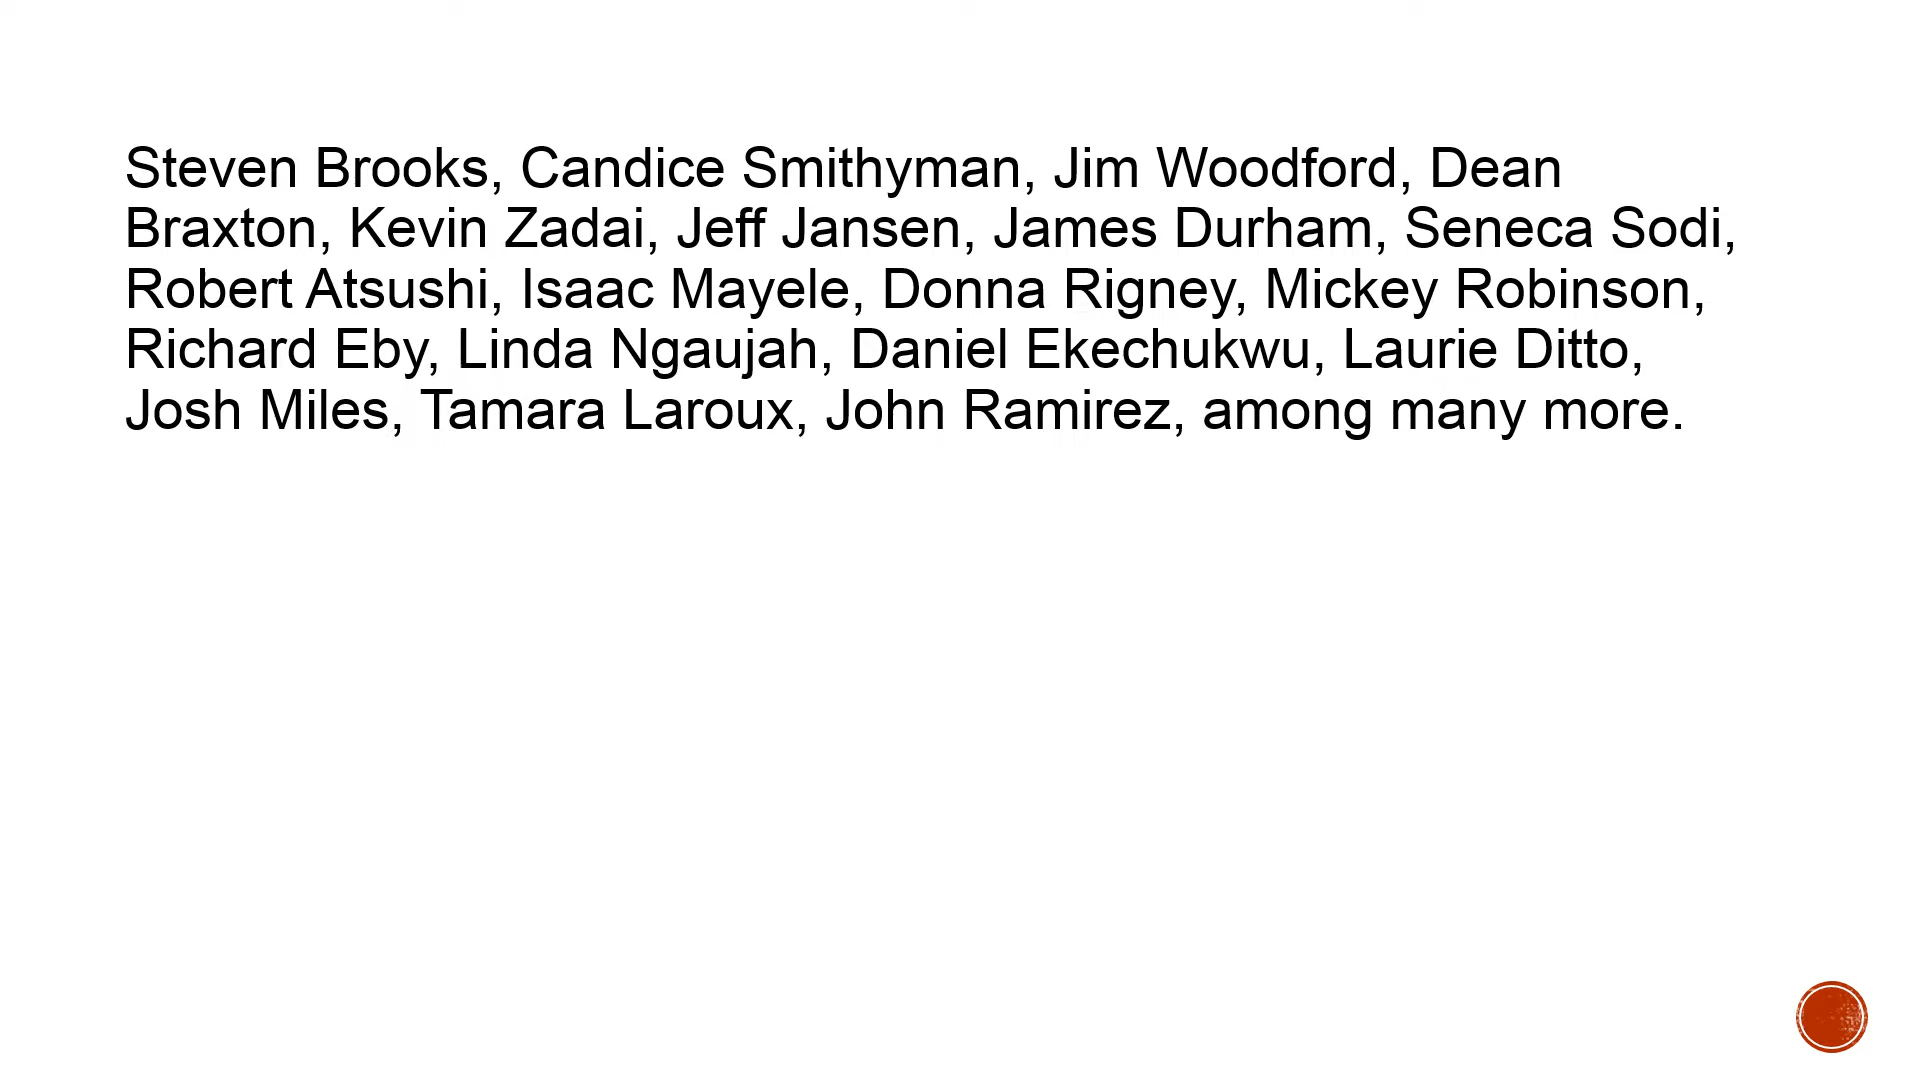 Steven Brooks, Candice Smithyman, Jim Woodford, Dean
Braxton, Kevin Zadai, Jeff Jansen, James Durham, Seneca Sodi,
Robert Atsushi, Isaac Mayele, Donna Rigney, Mickey Robinson,
Richard Eby, Linda Ngaujah, Daniel Ekechukwu, Laurie Ditto,
Josh Miles, Tamara Laroux, John Ramirez, among many more.